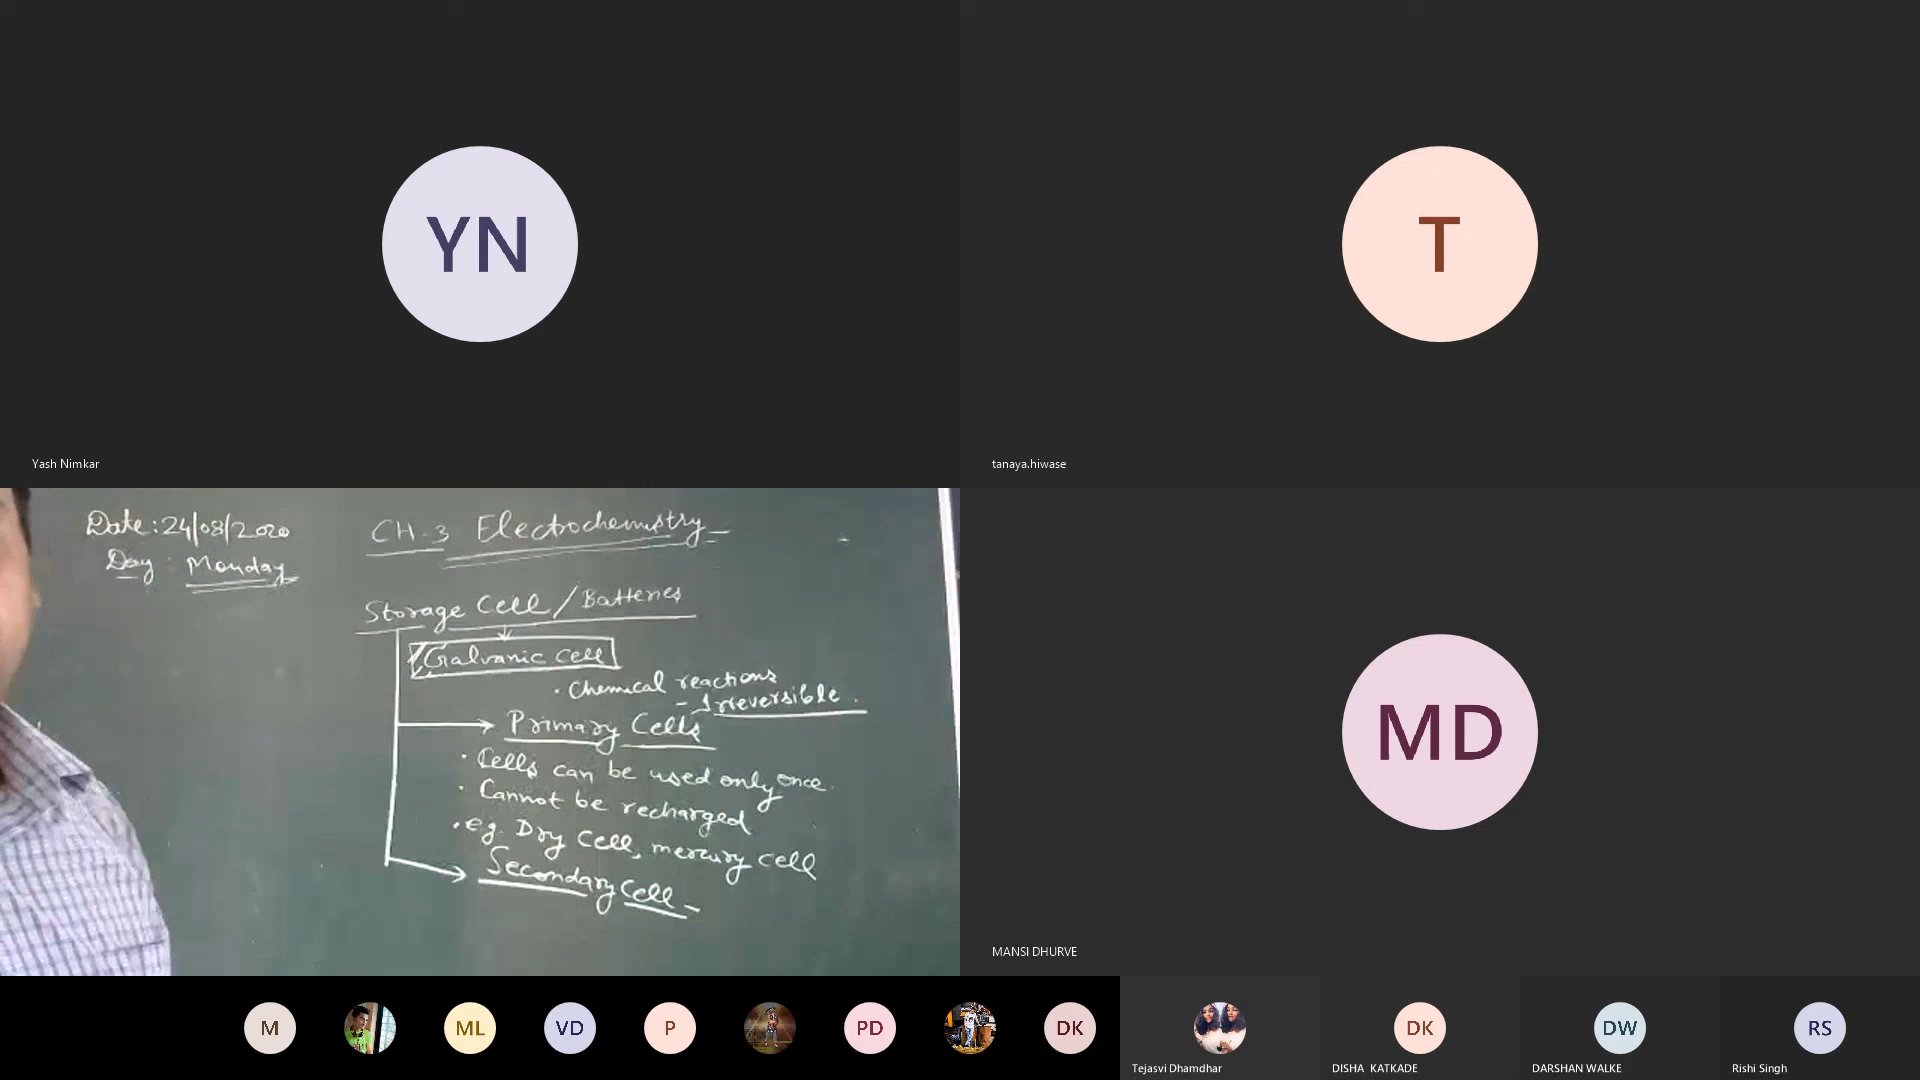 YN
Yash Nimkar
T
tanaya.hiwase
Date: 24/08/2020
Day: Monday
CH-3 Electrochemistry
Storage Cell / Batteries
Galvanic Cell
• Chemical reactions
- Irreversible.
Primary Cells
• Cells can be used only once.
• Cannot be recharged
• eg. Dry Cell, mercury cell
Secondary Cell -
MD
MANSI DHURVE
M
ML
VD
P
PD
DK
Tejasvi Dhamdhar
DK
DISHA KATKADE
DW
DARSHAN WALKE
RS
Rishi Singh